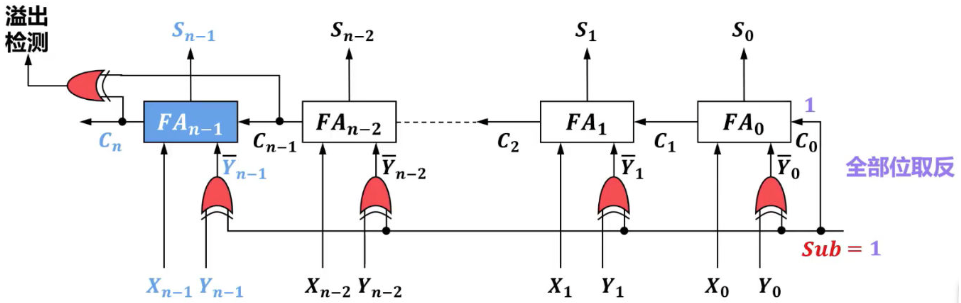 溢出
检测
S_{n-1} S_{n-2} S_1 S_0
FA_{n-1} FA_{n-2} FA_1 FA_0 1
C_n C_{n-1} C_2 C_1 C_0
\overline{Y}_{n-1} \overline{Y}_{n-2} \overline{Y}_1 \overline{Y}_0 全部位取反
Sub = 1
X_{n-1} Y_{n-1} X_{n-2} Y_{n-2} X_1 Y_1 X_0 Y_0